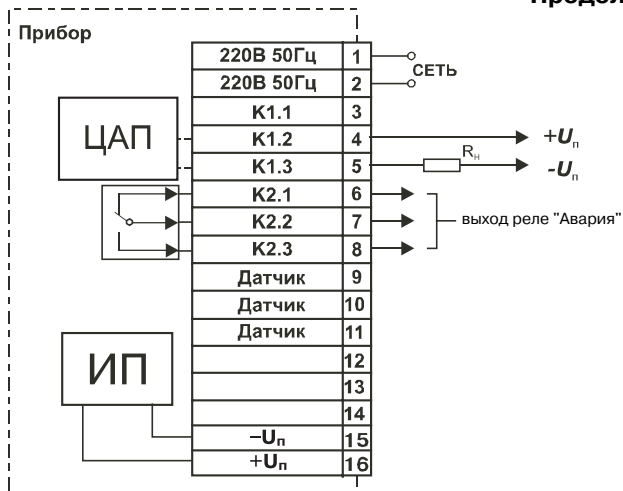 Прибор
220В 50Гц 1
220В 50Гц 2
СЕТЬ
К1.1 3
ЦАП
К1.2 4 +Uп
К1.3 5 Rн -Uп
К2.1 6
К2.2 7 выход реле "Авария"
К2.3 8
Датчик 9
Датчик 10
Датчик 11
ИП
12
13
14
–Uп 15
+Uп 16